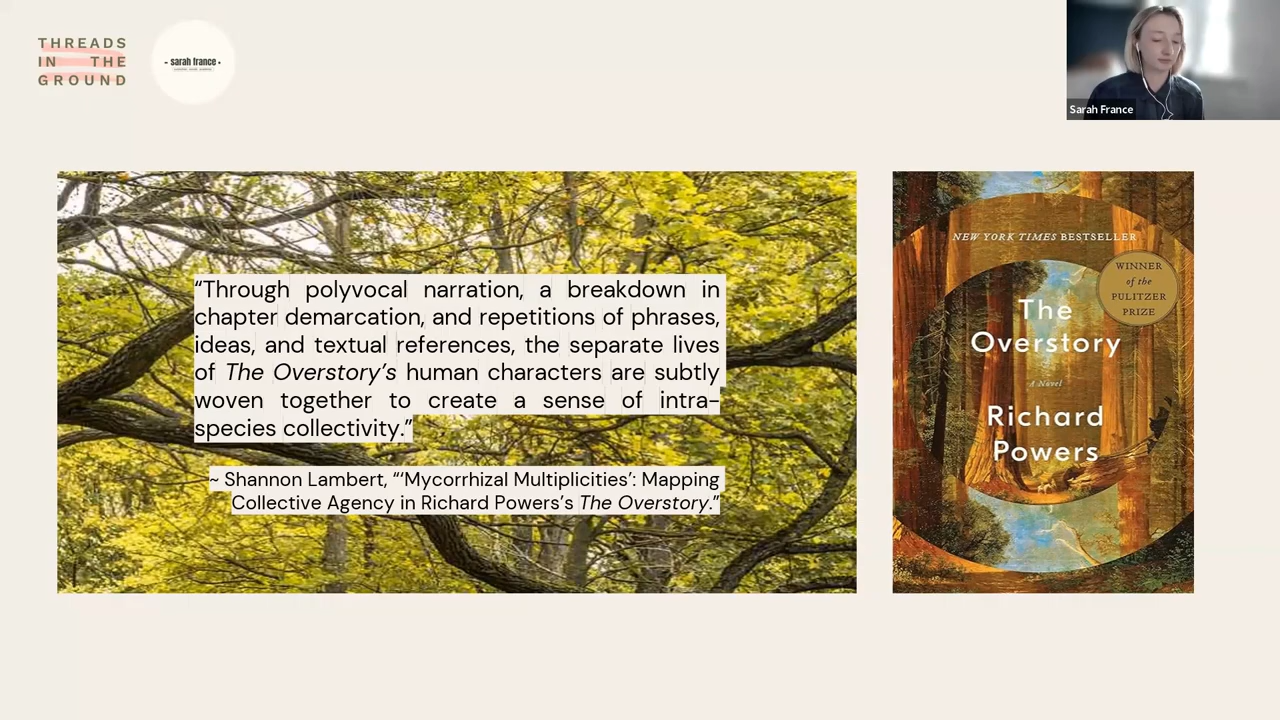 THREADS
IN THE
GROUND
- sarah france -
Sarah France
“Through polyvocal narration, a breakdown in
chapter demarcation, and repetitions of phrases,
ideas, and textual references, the separate lives
of The Overstory’s human characters are subtly
woven together to create a sense of intra-
species collectivity.”
~ Shannon Lambert, “‘Mycorrhizal Multiplicities’: Mapping
Collective Agency in Richard Powers’s The Overstory.”
NEW YORK TIMES BESTSELLER
WINNER
of the
PULITZER
PRIZE
The
Overstory
A Novel
Richard
Powers